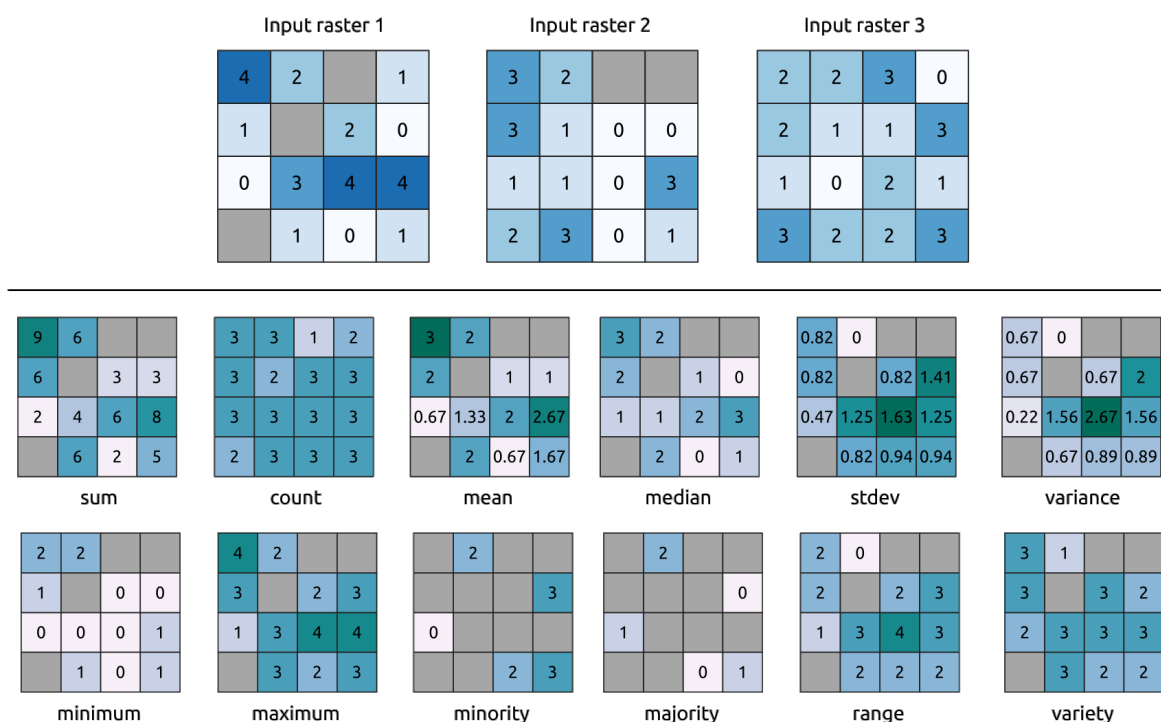 Input raster 1 Input raster 2 Input raster 3
4 2 1 3 2 2 2 3 0
1 2 0 3 1 0 0 2 1 1 3
0 3 4 4 1 1 0 3 1 0 2 1
1 0 1 2 3 0 1 3 2 2 3
9 6 3 3 1 2 3 2 3 2 0.82 0 0.67 0
6 3 3 3 2 3 3 2 1 1 2 1 0 0.82 0.82 1.41 0.67 0.67 2
2 4 6 8 3 3 3 3 0.67 1.33 2 2.67 1 1 2 3 0.47 1.25 1.63 1.25 0.22 1.56 2.67 1.56
6 2 5 2 3 3 3 2 0.67 1.67 2 0 1 0.82 0.94 0.94 0.67 0.89 0.89
sum count mean median stdev variance
2 2 4 2 2 2 2 0 3 1
1 0 0 3 2 3 3 0 2 2 3 3 3 2
0 0 0 1 1 3 4 4 0 1 1 3 4 3 2 3 3 3
1 0 1 3 2 3 2 3 0 1 2 2 2 3 2 2
minimum maximum minority majority range variety